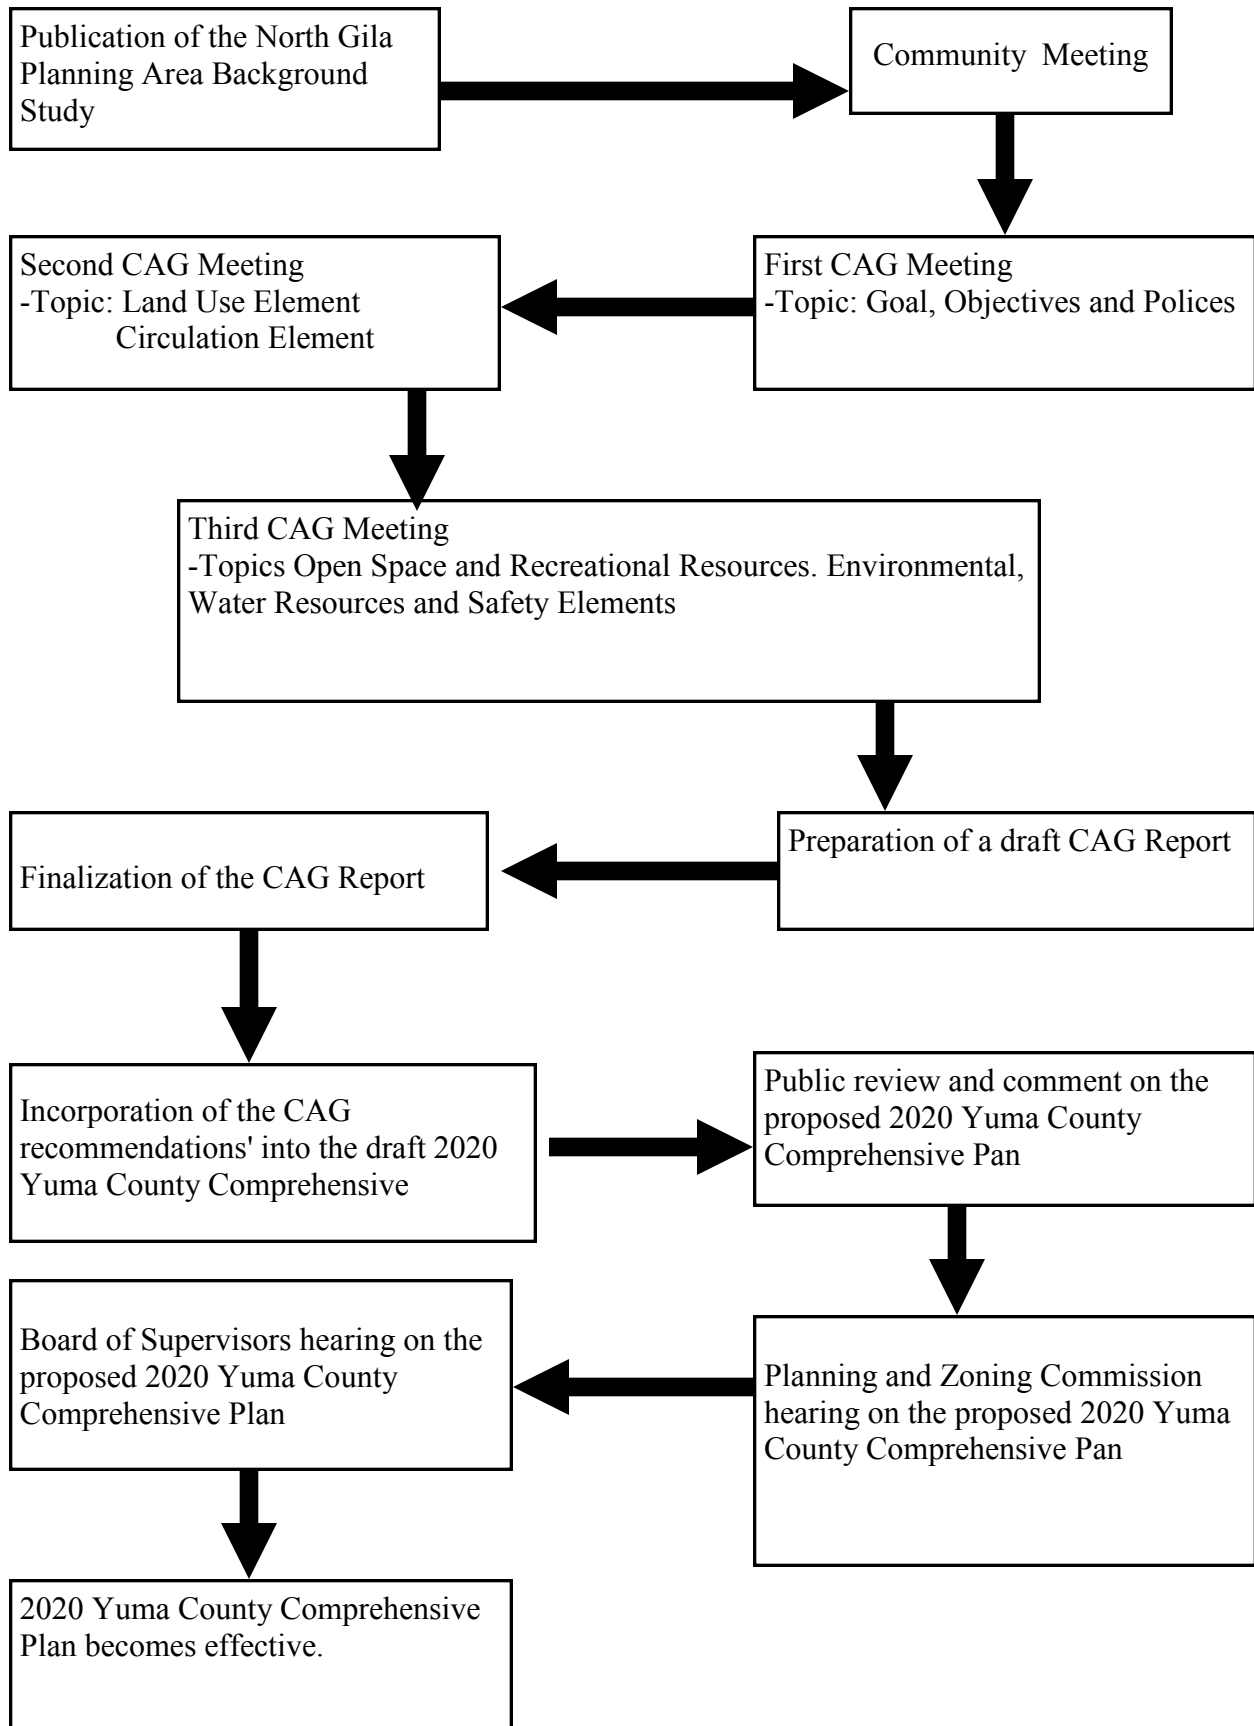 Publication of the North Gila
Planning Area Background
Study
Community Meeting
First CAG Meeting
-Topic: Goal, Objectives and Polices
Second CAG Meeting
-Topic: Land Use Element
Circulation Element
Third CAG Meeting
-Topics Open Space and Recreational Resources. Environmental,
Water Resources and Safety Elements
Preparation of a draft CAG Report
Finalization of the CAG Report
Incorporation of the CAG
recommendations' into the draft 2020
Yuma County Comprehensive
Public review and comment on the
proposed 2020 Yuma County
Comprehensive Pan
Planning and Zoning Commission
hearing on the proposed 2020 Yuma
County Comprehensive Pan
Board of Supervisors hearing on the
proposed 2020 Yuma County
Comprehensive Plan
2020 Yuma County Comprehensive
Plan becomes effective.